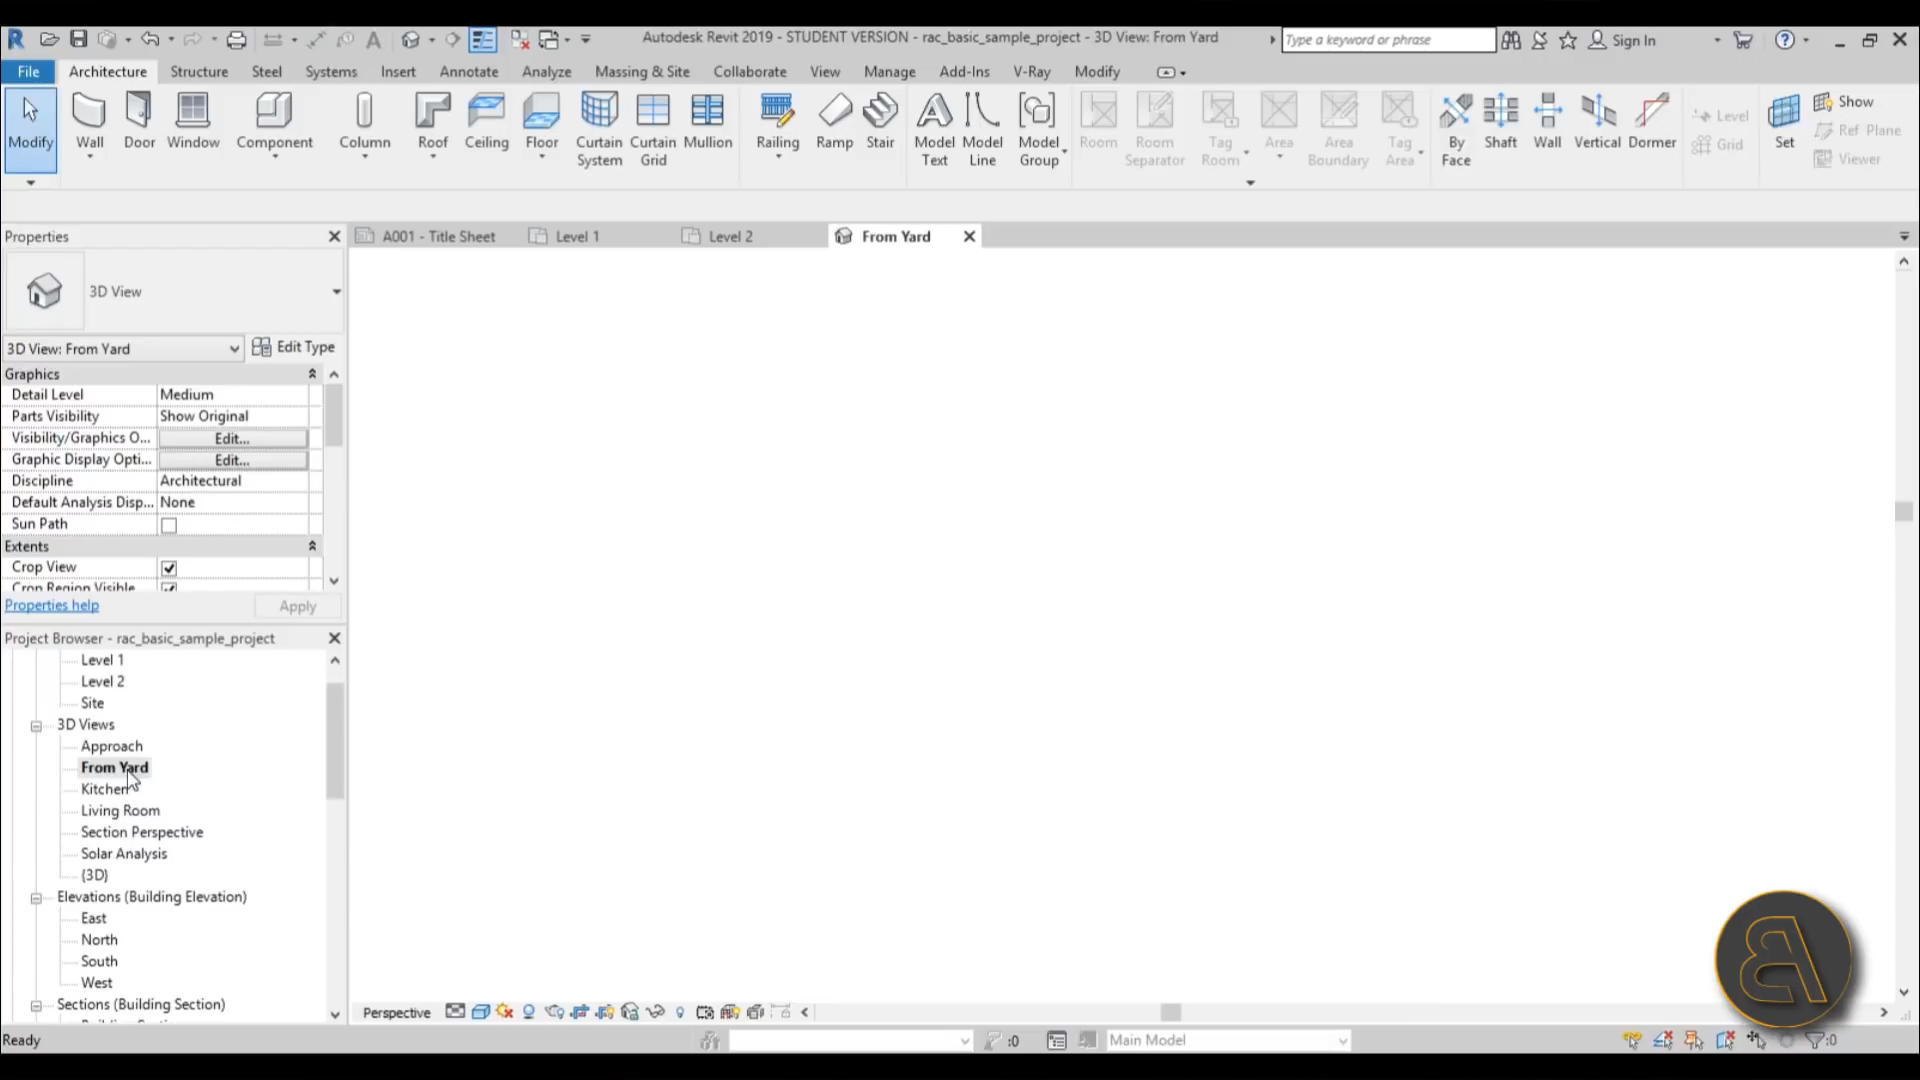 Autodesk Revit 2019 - STUDENT VERSION - rac_basic_sample_project - 3D View: From Yard
Type a keyword or phrase
Sign In
File
Architecture
Structure
Steel
Systems
Insert
Annotate
Analyze
Massing & Site
Collaborate
View
Manage
Add-Ins
V-Ray
Modify
Modify
Wall
Door
Window
Component
Column
Roof
Ceiling
Floor
Curtain System
Curtain Grid
Mullion
Railing
Ramp
Stair
Model Text
Model Line
Model Group
Room
Room Separator
Tag Room
Area
Area Boundary
Tag Area
By Face
Shaft
Wall
Vertical
Dormer
Level
Grid
Set
Show
Ref Plane
Viewer
Properties
A001 - Title Sheet
Level 1
Level 2
From Yard
3D View
3D View: From Yard
Edit Type
Graphics
Detail Level Medium
Parts Visibility Show Original
Visibility/Graphics O... Edit...
Graphic Display Opti... Edit...
Discipline Architectural
Default Analysis Disp... None
Sun Path
Extents
Crop View
Crop Region Visible
Properties help
Apply
Project Browser - rac_basic_sample_project
Level 1
Level 2
Site
3D Views
Approach
From Yard
Kitchen
Living Room
Section Perspective
Solar Analysis
{3D}
Elevations (Building Elevation)
East
North
South
West
Sections (Building Section)
Perspective
Ready
:0
Main Model
:0